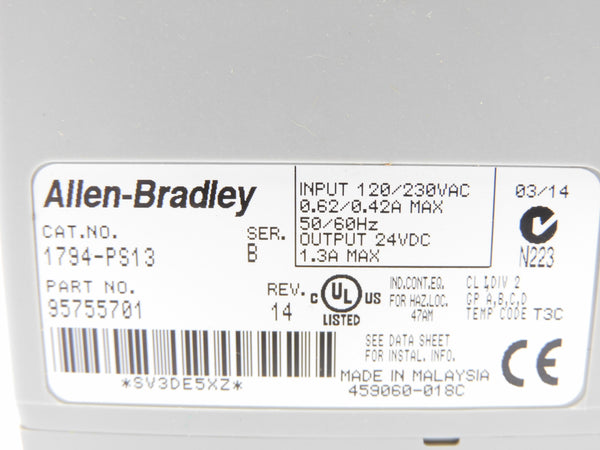 Allen-Bradley
CAT.NO. SER.
1794-PS13 B
PART NO. REV.
95755701 14
*SV3DE5XZ*
INPUT 120/230VAC
0.62/0.42A MAX
50/60Hz
OUTPUT 24VDC
1.3A MAX
03/14
N223
c UL US
LISTED
IND.CONT.EQ.
FOR HAZ.LOC.
47AM
CL I,DIV 2
GP A,B,C,D
TEMP CODE T3C
SEE DATA SHEET
FOR INSTAL. INFO.
MADE IN MALAYSIA
459060-018C
CE